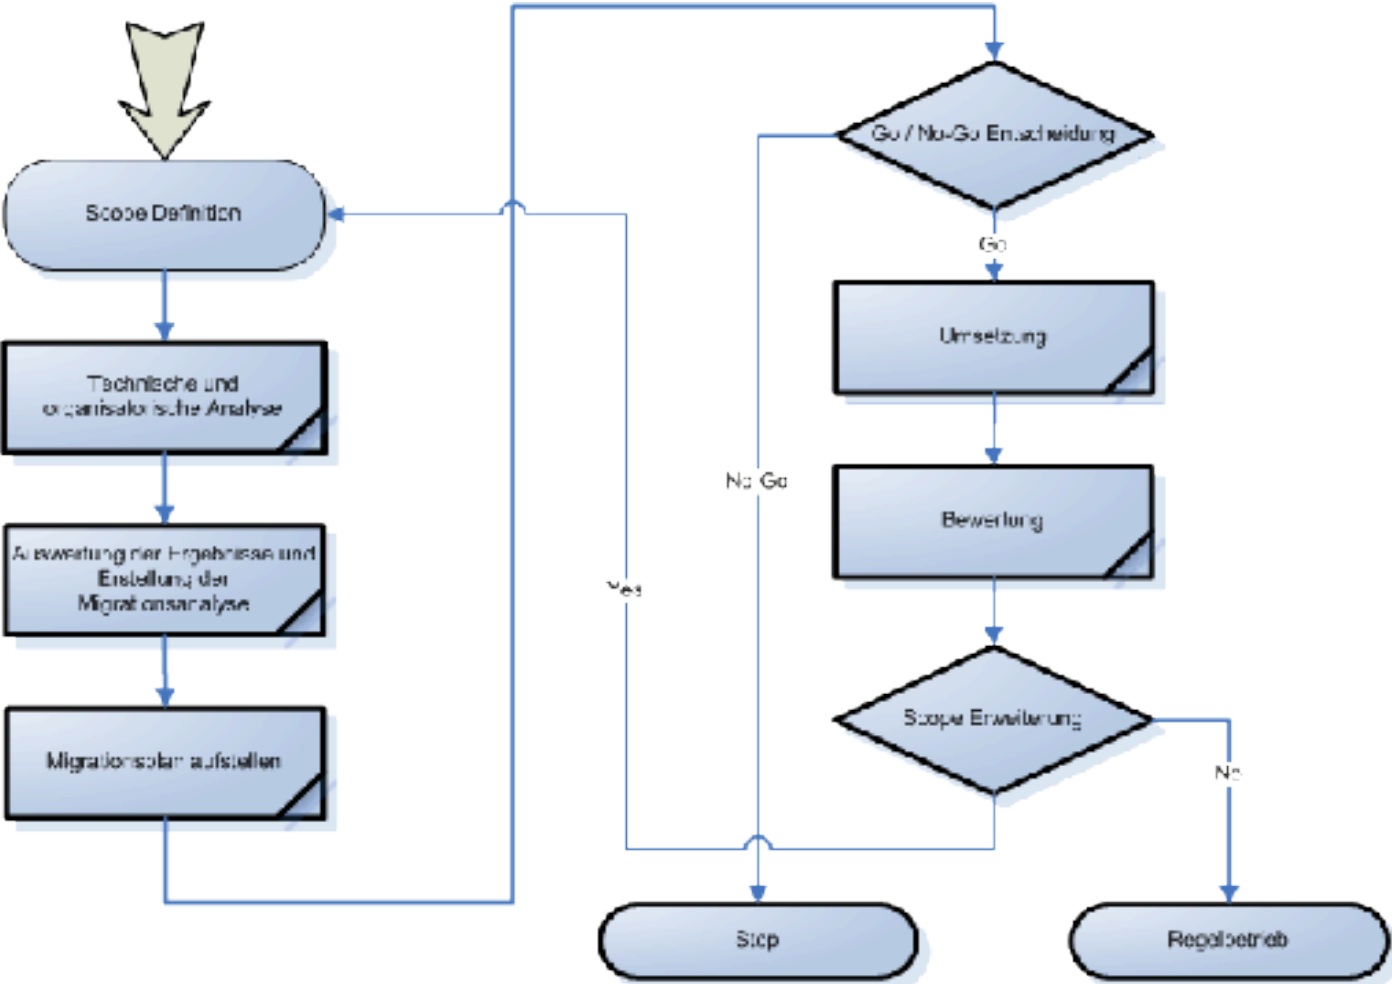 Scope Definition
Technische und
organisatorische Analyse
Auswertung der Ergebnisse und
Erstellung der
Migrationsanalyse
Migrationsplan aufstellen
Go / No-Go Entscheidung
Go
Umsetzung
No Go
Bewertung
Yes
Scope Erweiterung
No
Stop
Regelbetrieb